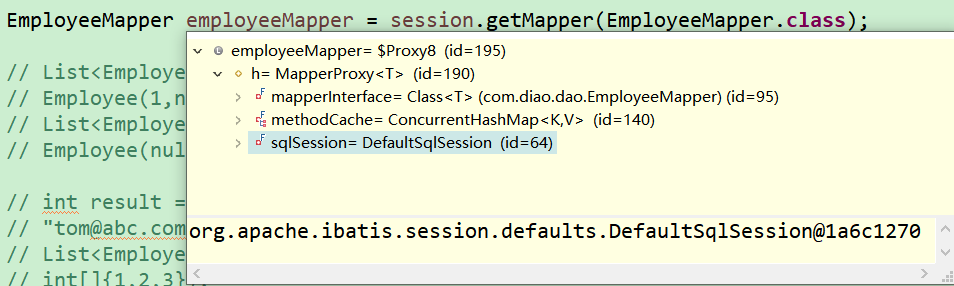 EmployeeMapper employeeMapper = session.getMapper(EmployeeMapper.class);
employeeMapper= $Proxy8 (id=195)
// List<Employe
h= MapperProxy<T> (id=190)
// Employee(1,n
mapperInterface= Class<T> (com.diao.dao.EmployeeMapper) (id=95)
// List<Employe
methodCache= ConcurrentHashMap<K,V> (id=140)
// Employee(nul
sqlSession= DefaultSqlSession (id=64)
// int result =
// "tom@abc.com
org.apache.ibatis.session.defaults.DefaultSqlSession@1a6c1270
// List<Employe
// int[]{1,2,3}